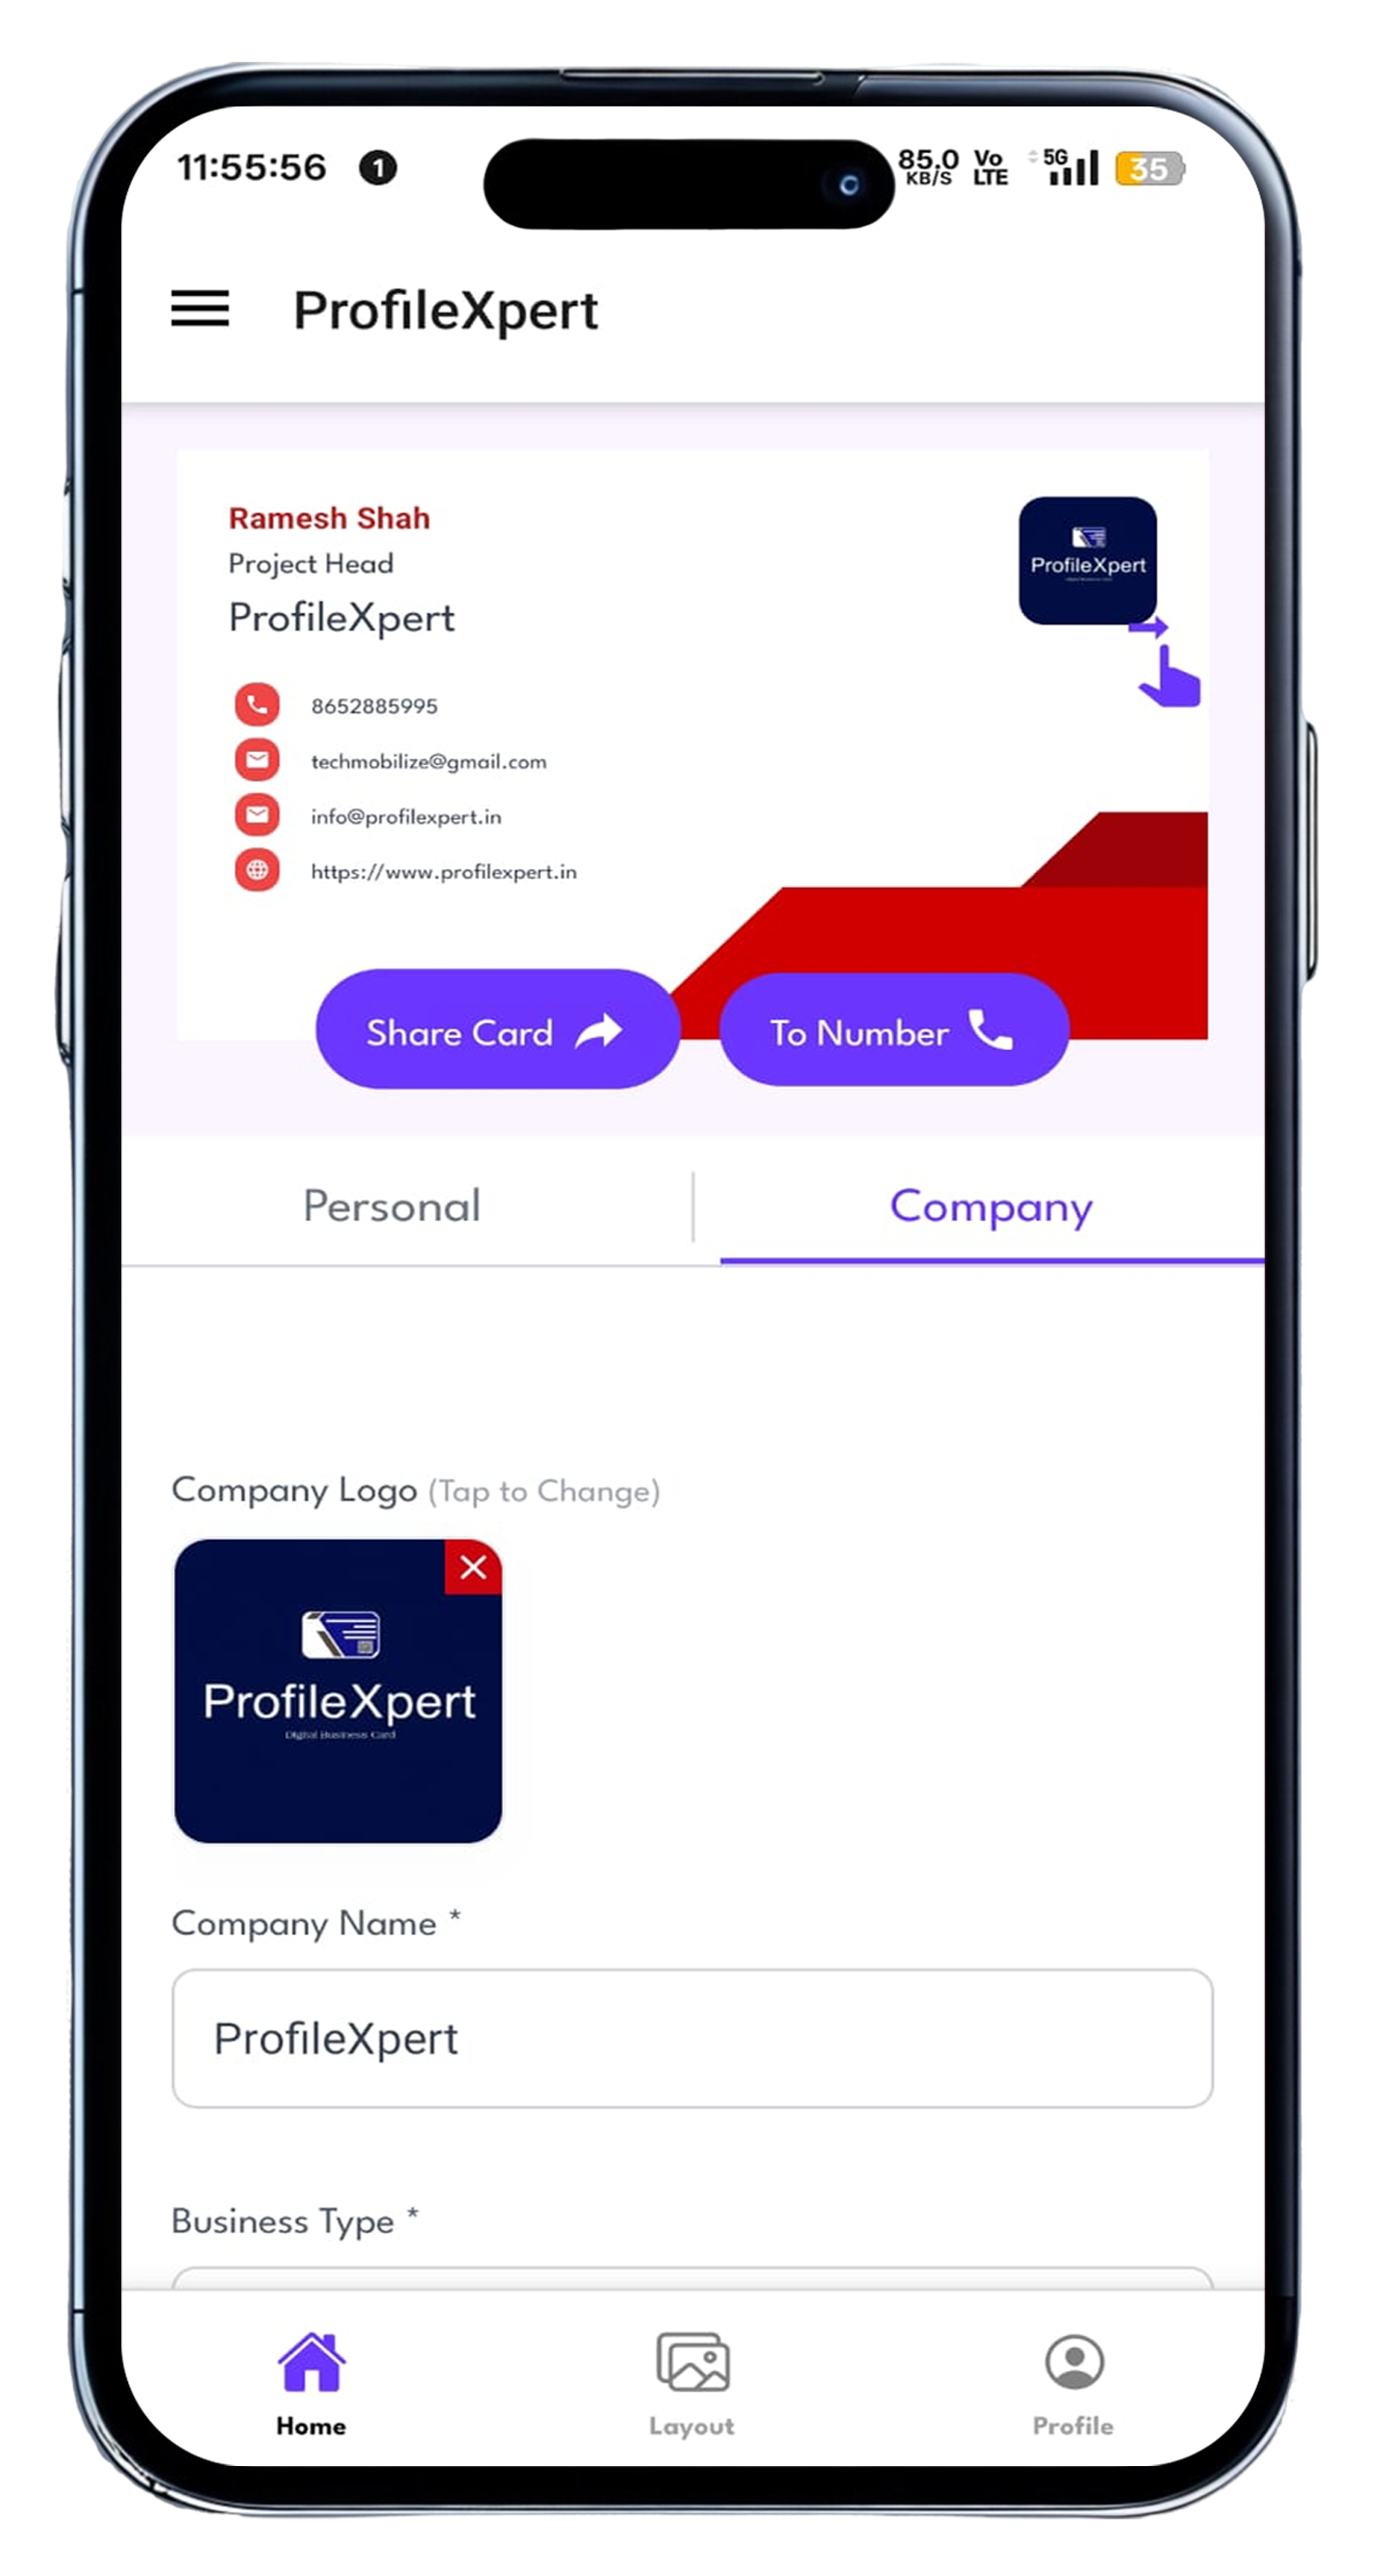 11:55:56 1 85.0 KB/S Vo LTE 5G 35
ProfileXpert
Ramesh Shah
Project Head
ProfileXpert
ProfileXpert
8652885995
techmobilize@gmail.com
info@profilexpert.in
https://www.profilexpert.in
Share Card
To Number
Personal
Company
Company Logo (Tap to Change)
ProfileXpert
Digital Business Card
Company Name *
ProfileXpert
Business Type *
Home
Layout
Profile